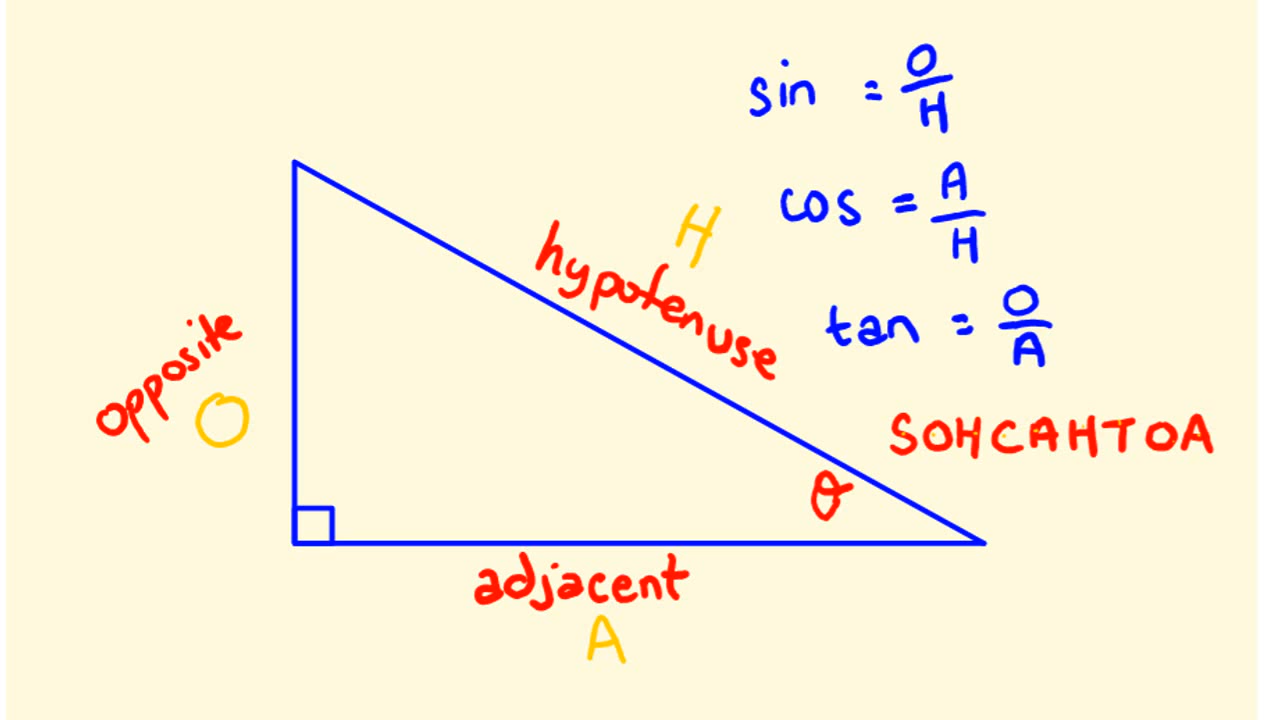 sin = O/H
cos = A/H
tan = O/A
H
hypotenuse
opposite
O
SOHCAHTOA
θ
adjacent
A